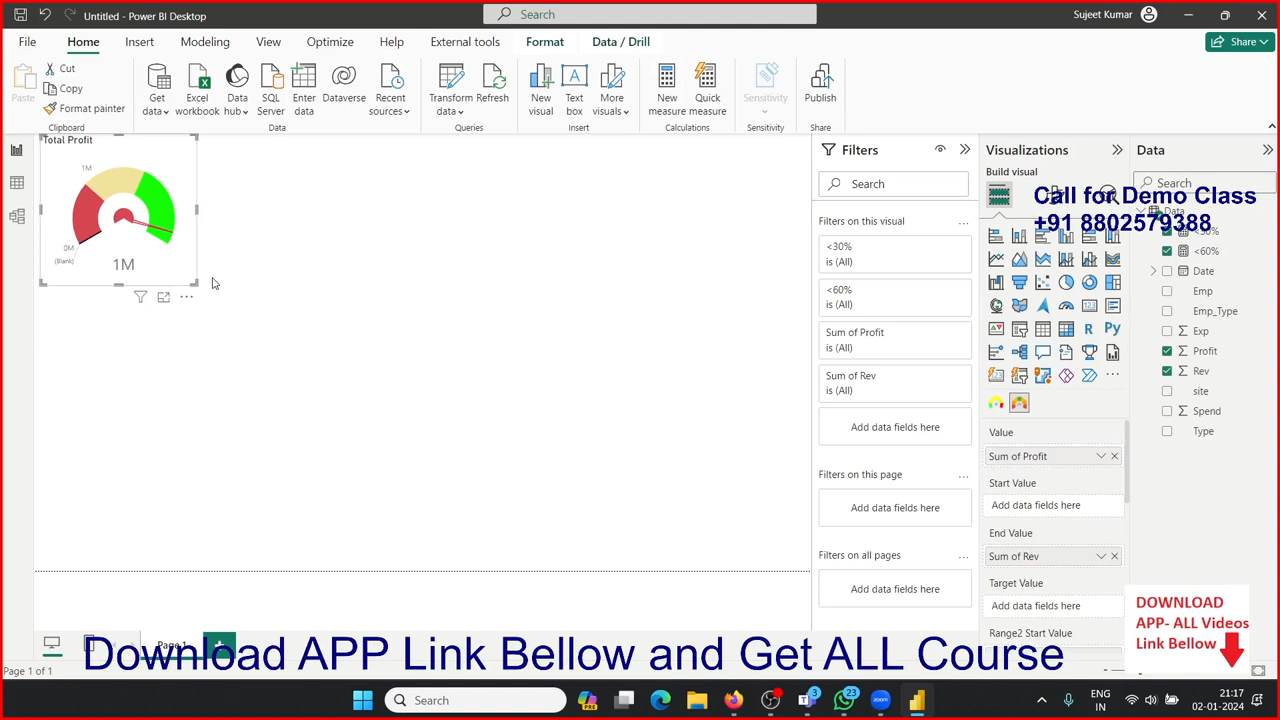 Untitled - Power BI Desktop
Search
Sujeet Kumar
File
Home
Insert
Modeling
View
Optimize
Help
External tools
Format
Data / Drill
Share
Paste
Cut
Copy
Format painter
Get data
Excel workbook
Data hub
SQL Server
Enter data
Dataverse
Recent sources
Transform data
Refresh
New visual
Text box
More visuals
New measure
Quick measure
Sensitivity
Publish
Clipboard
Data
Queries
Insert
Calculations
Sensitivity
Share
Total Profit
1M
0M
(Blank)
1M
Filters
Search
Filters on this visual
<30%
is (All)
<60%
is (All)
Sum of Profit
is (All)
Sum of Rev
is (All)
Add data fields here
Filters on this page
Add data fields here
Filters on all pages
Add data fields here
Visualizations
Build visual
R
Py
Value
Sum of Profit
Start Value
Add data fields here
End Value
Sum of Rev
Target Value
Add data fields here
Range2 Start Value
Data
Search
Call for Demo Class
+91 8802579388
Data
<30%
<60%
Date
Emp
Emp_Type
Exp
Profit
Rev
site
Spend
Type
DOWNLOAD
APP- ALL Videos
Link Bellow
Page 1
Download APP Link Bellow and Get ALL Course
Page 1 of 1
Search
PRE
3
23
ENG
IN
21:17
02-01-2024